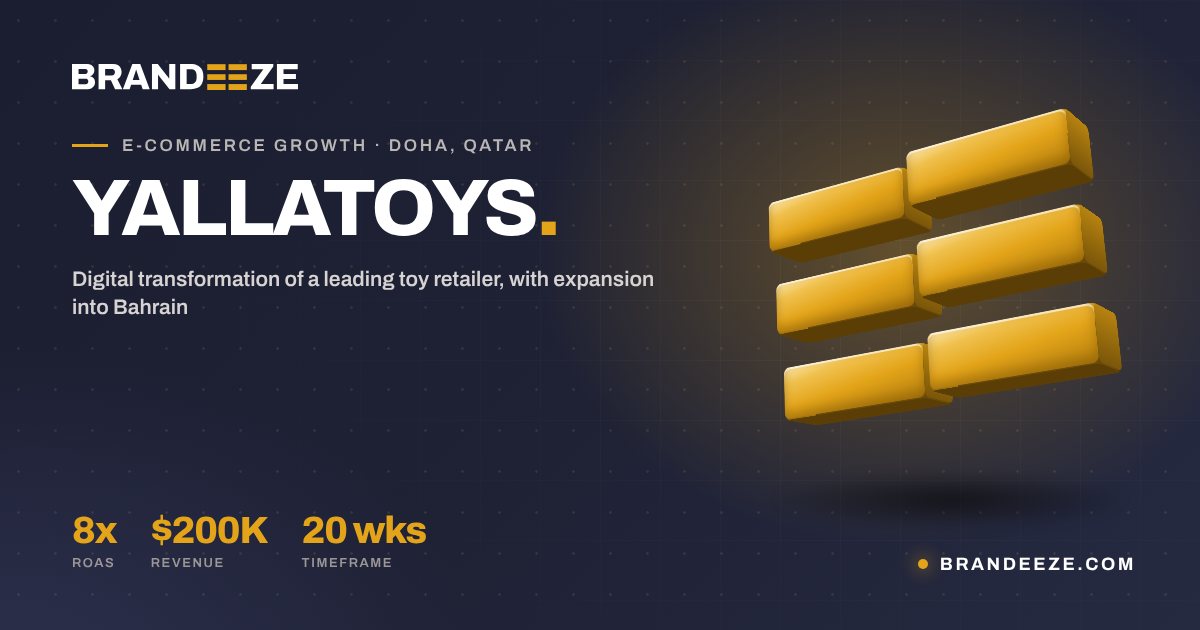 BRANDEEZE
E-COMMERCE GROWTH · DOHA, QATAR
YALLATOYS.
Digital transformation of a leading toy retailer, with expansion
into Bahrain
8x $200K 20 wks
ROAS REVENUE TIMEFRAME
BRANDEEZE.COM